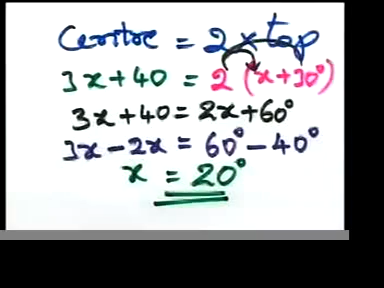 Centre = 2 x top
3x+40 = 2 (x+30°)
3x+40 = 2x+60°
3x-2x = 60°-40°
x = 20°